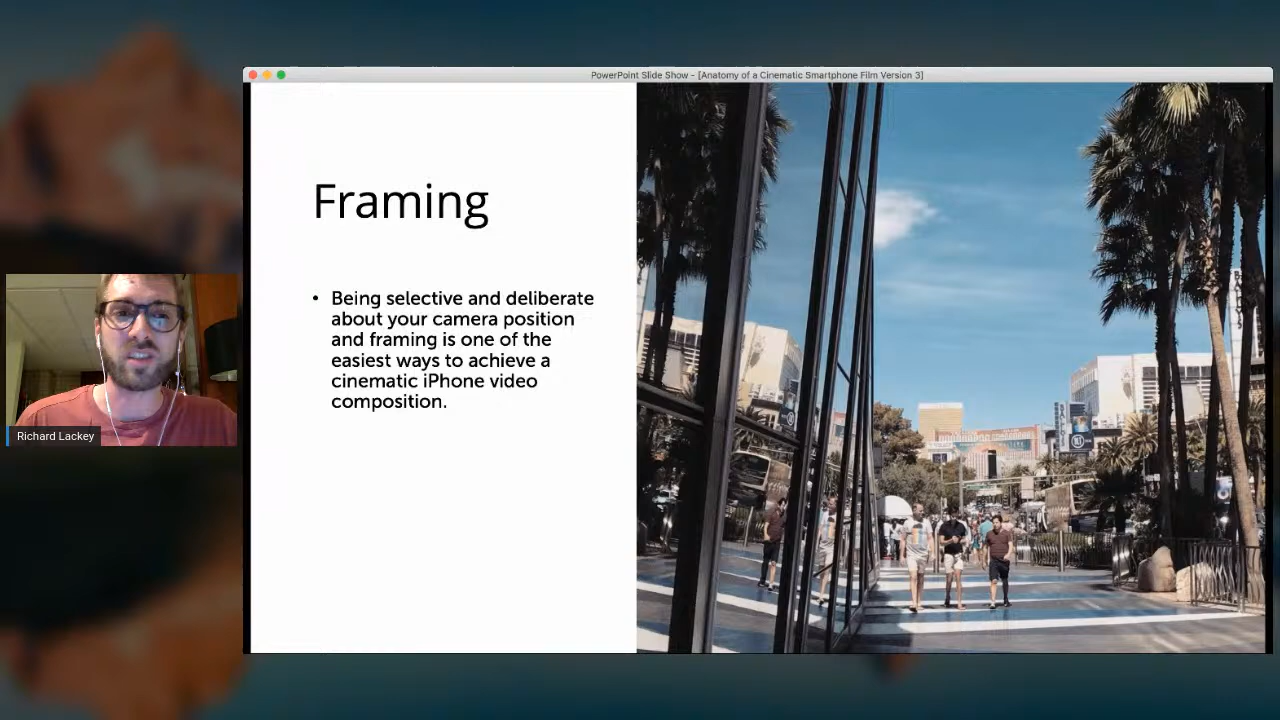 PowerPoint Slide Show - [Anatomy of a Cinematic Smartphone Film Version 3]
Framing
• Being selective and deliberate
about your camera position
and framing is one of the
easiest ways to achieve a
cinematic iPhone video
composition.
Richard Lackey